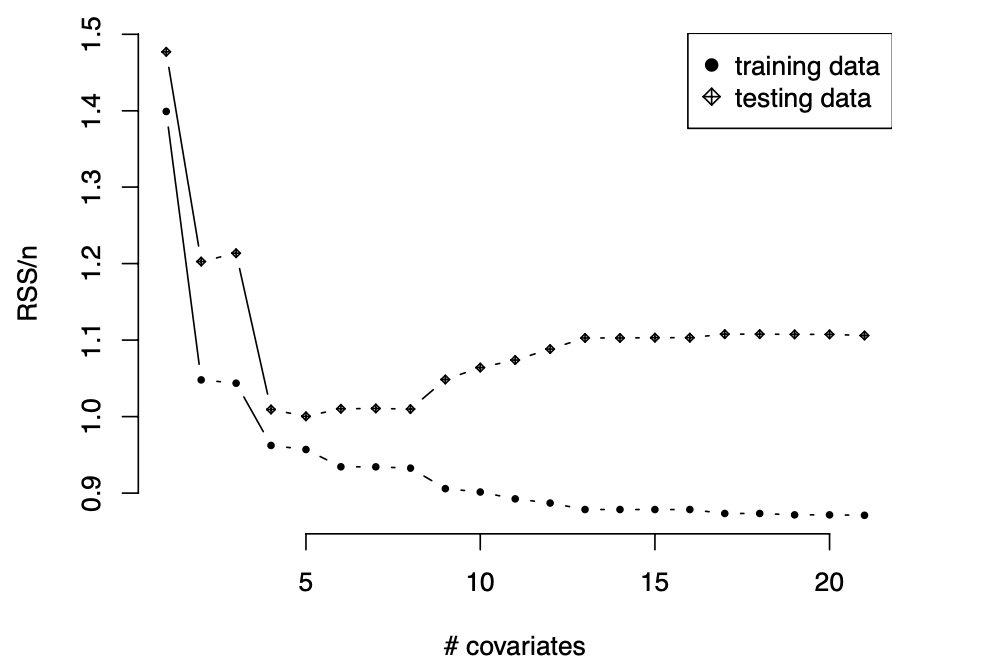 training data
testing data
RSS/n
1.5
1.4
1.3
1.2
1.1
1.0
0.9
5 10 15 20
# covariates